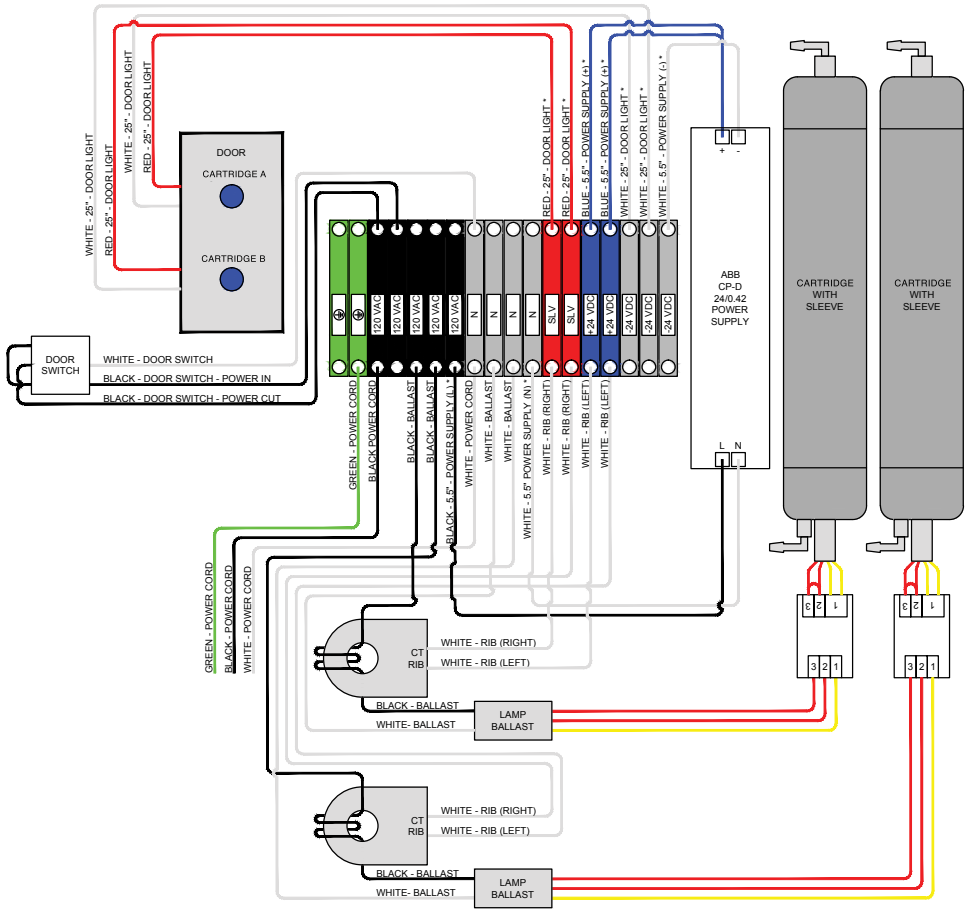 WHITE - 25" - DOOR LIGHT
RED - 25" - DOOR LIGHT
WHITE - 25" - DOOR LIGHT
RED - 25" - DOOR LIGHT
DOOR
CARTRIDGE A
CARTRIDGE B
RED - 25" - DOOR LIGHT *
RED - 25" - DOOR LIGHT *
BLUE - 5.5" - POWER SUPPLY (+) *
BLUE - 5.5" - POWER SUPPLY (+) *
WHITE - 25" - DOOR LIGHT *
WHITE - 25" - DOOR LIGHT *
WHITE - 5.5" - POWER SUPPLY (-) *
+ -
ABB
CP-D
24/0.42
POWER
SUPPLY
L N
CARTRIDGE
WITH
SLEEVE
CARTRIDGE
WITH
SLEEVE
120 VAC
120 VAC
120 VAC
120 VAC
120 VAC
N
N
N
N
SLV
SLV
+24 VDC
+24 VDC
-24 VDC
-24 VDC
-24 VDC
DOOR
SWITCH
WHITE - DOOR SWITCH
BLACK - DOOR SWITCH - POWER IN
BLACK - DOOR SWITCH - POWER CUT
GREEN - POWER CORD
BLACK POWER CORD
BLACK - BALLAST
BLACK - BALLAST
BLACK - 5.5" - POWER SUPPLY (L) *
WHITE - POWER CORD
WHITE - BALLAST
WHITE - BALLAST
WHITE - 5.5" POWER SUPPLY (N) *
WHITE - RIB (RIGHT)
WHITE - RIB (RIGHT)
WHITE - RIB (LEFT)
WHITE - RIB (LEFT)
GREEN - POWER CORD
BLACK - POWER CORD
WHITE - POWER CORD
3 2 1
3 2 1
3 2 1
3 2 1
CT
RIB
WHITE - RIB (RIGHT)
WHITE - RIB (LEFT)
BLACK - BALLAST
WHITE- BALLAST
LAMP
BALLAST
CT
RIB
WHITE - RIB (RIGHT)
WHITE - RIB (LEFT)
BLACK - BALLAST
WHITE- BALLAST
LAMP
BALLAST